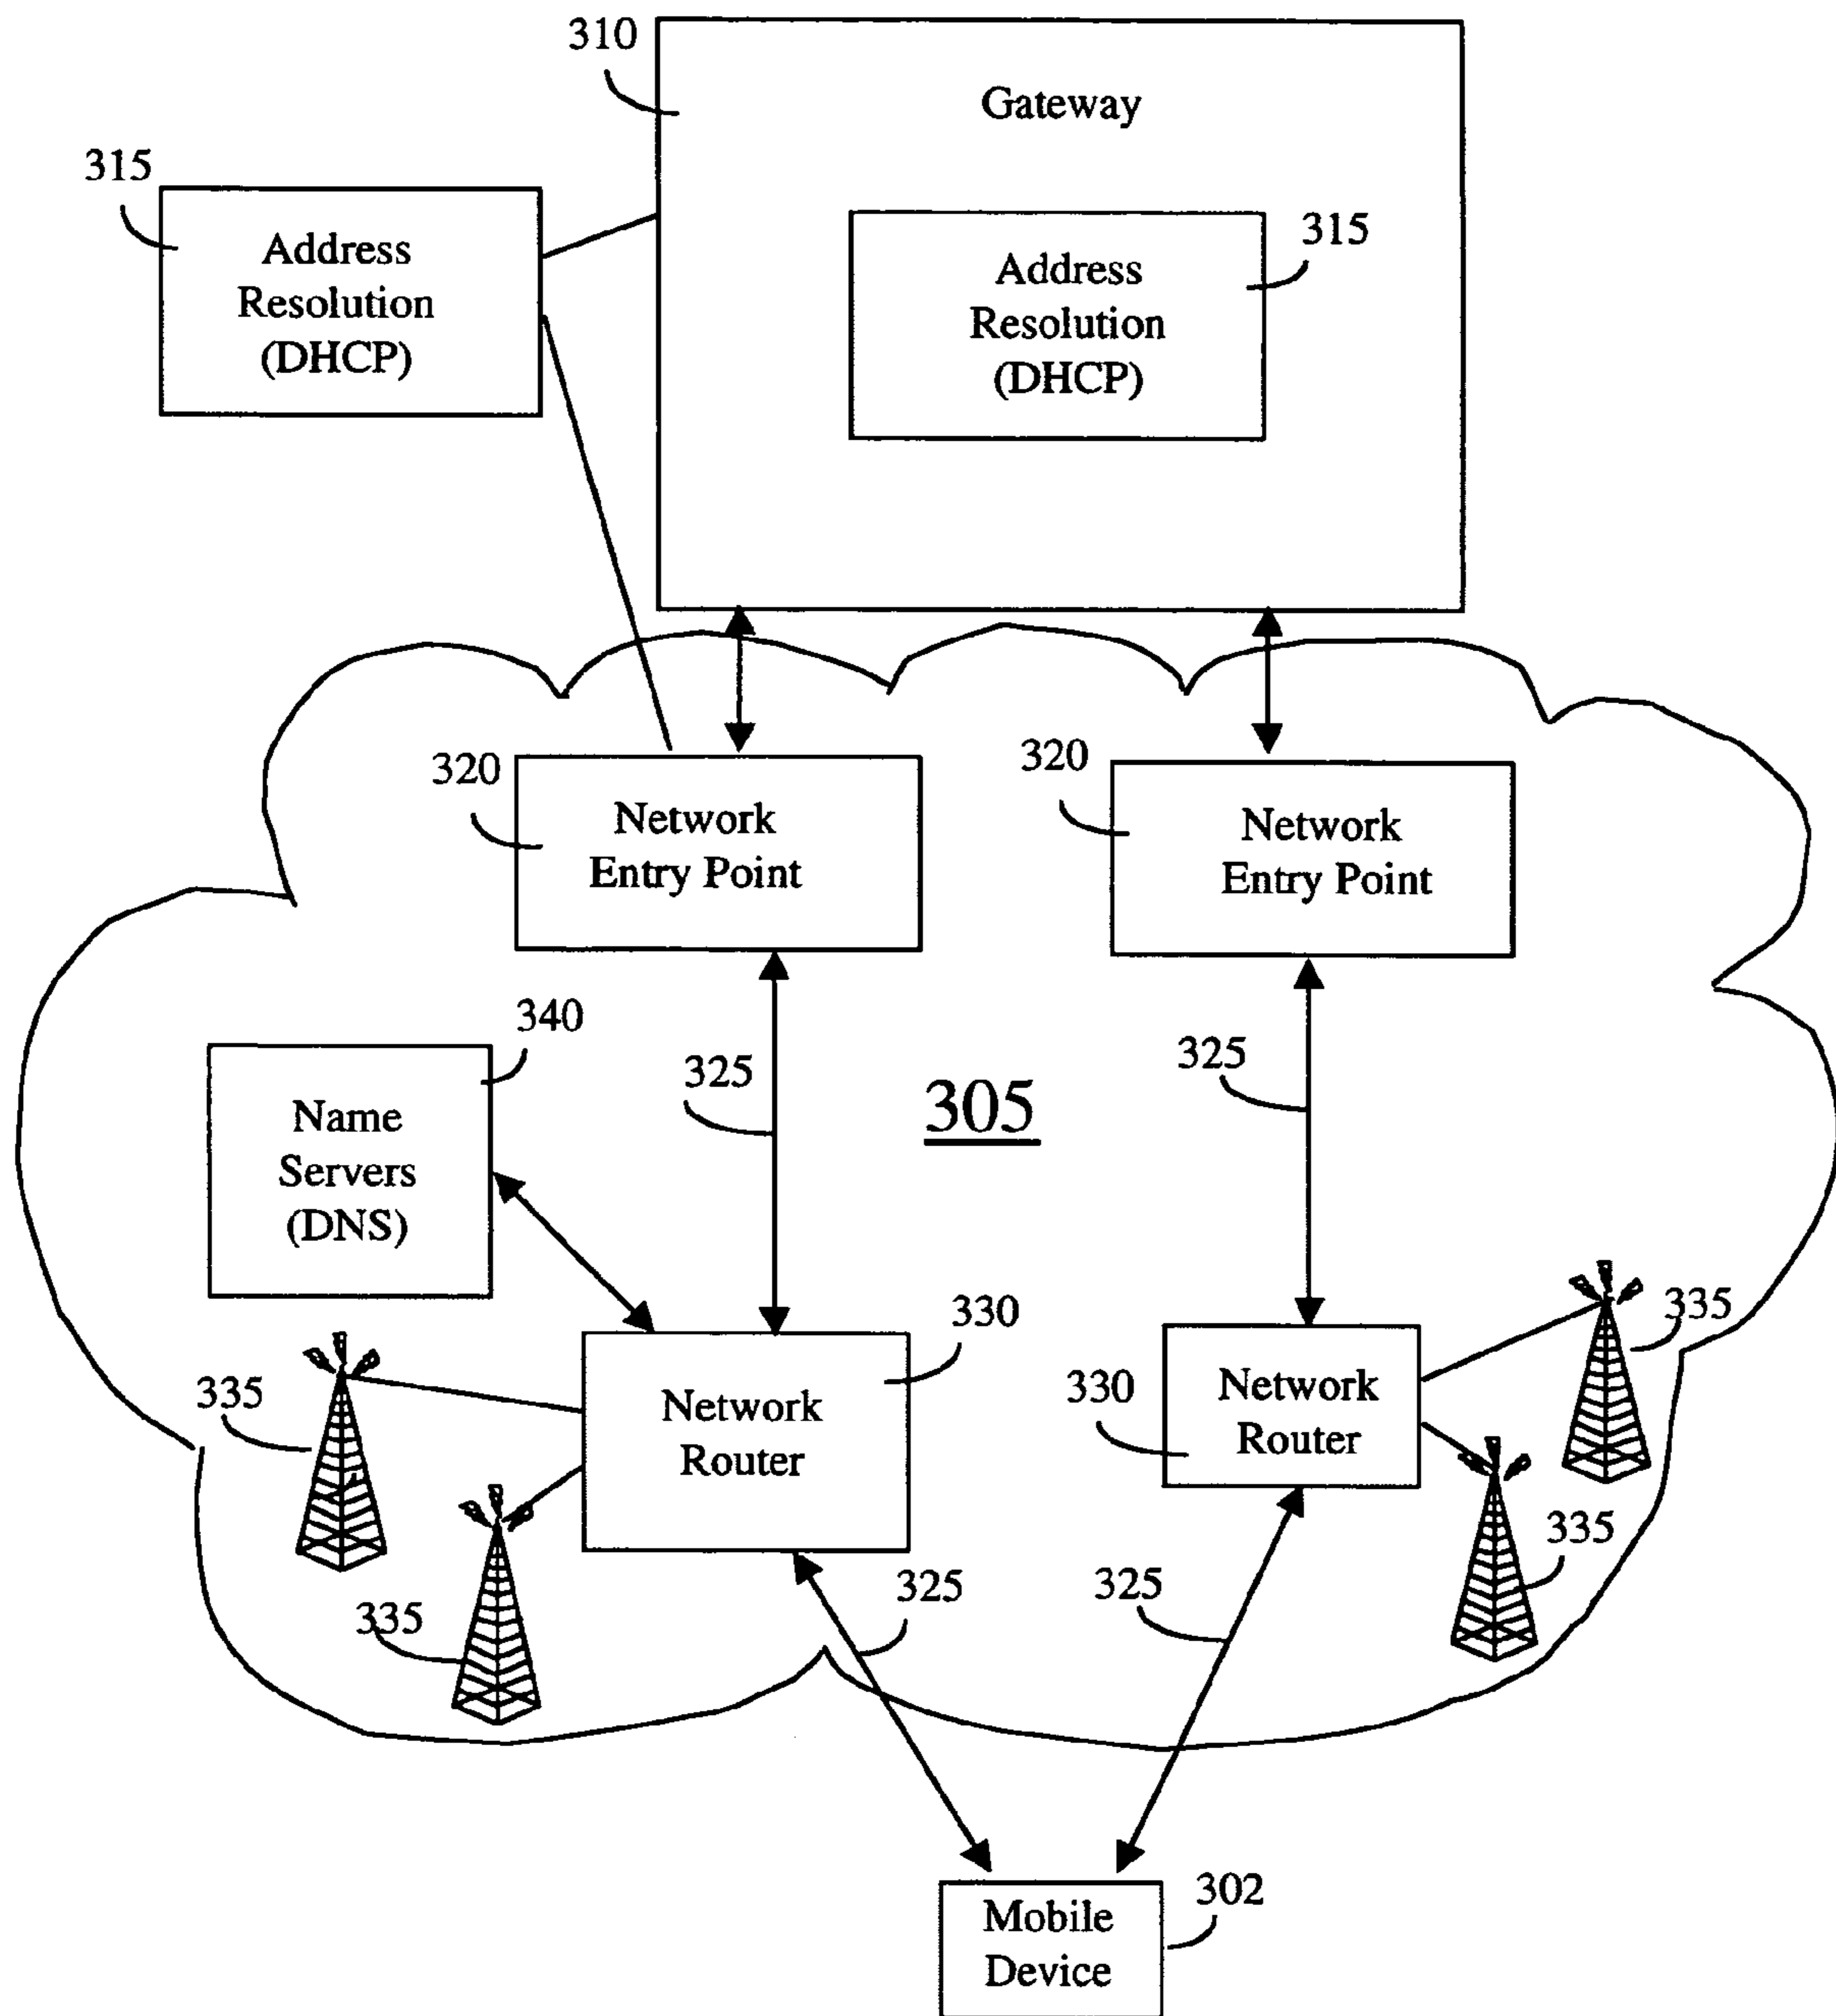 310
Gateway
315
Address
Resolution
(DHCP)
315
Address
Resolution
(DHCP)
320
Network
Entry Point
320
Network
Entry Point
340
Name
Servers
(DNS)
325
305
325
330
Network
Router
335
335
330
Network
Router
335
335
325
325
Mobile
Device
302